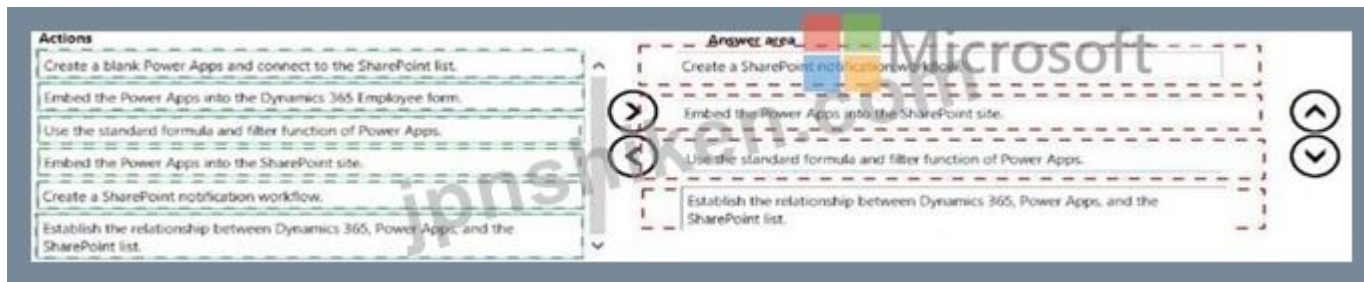 Actions
Create a blank Power Apps and connect to the SharePoint list.
Embed the Power Apps into the Dynamics 365 Employee form.
Use the standard formula and filter function of Power Apps.
Embed the Power Apps into the SharePoint site.
Create a SharePoint notification workflow.
Establish the relationship between Dynamics 365, Power Apps, and the
SharePoint list.
Answer area
Create a SharePoint notification workflow.
Embed the Power Apps into the SharePoint site.
Use the standard formula and filter function of Power Apps.
Establish the relationship between Dynamics 365, Power Apps, and the
SharePoint list.
Microsoft
jpnshiken.com